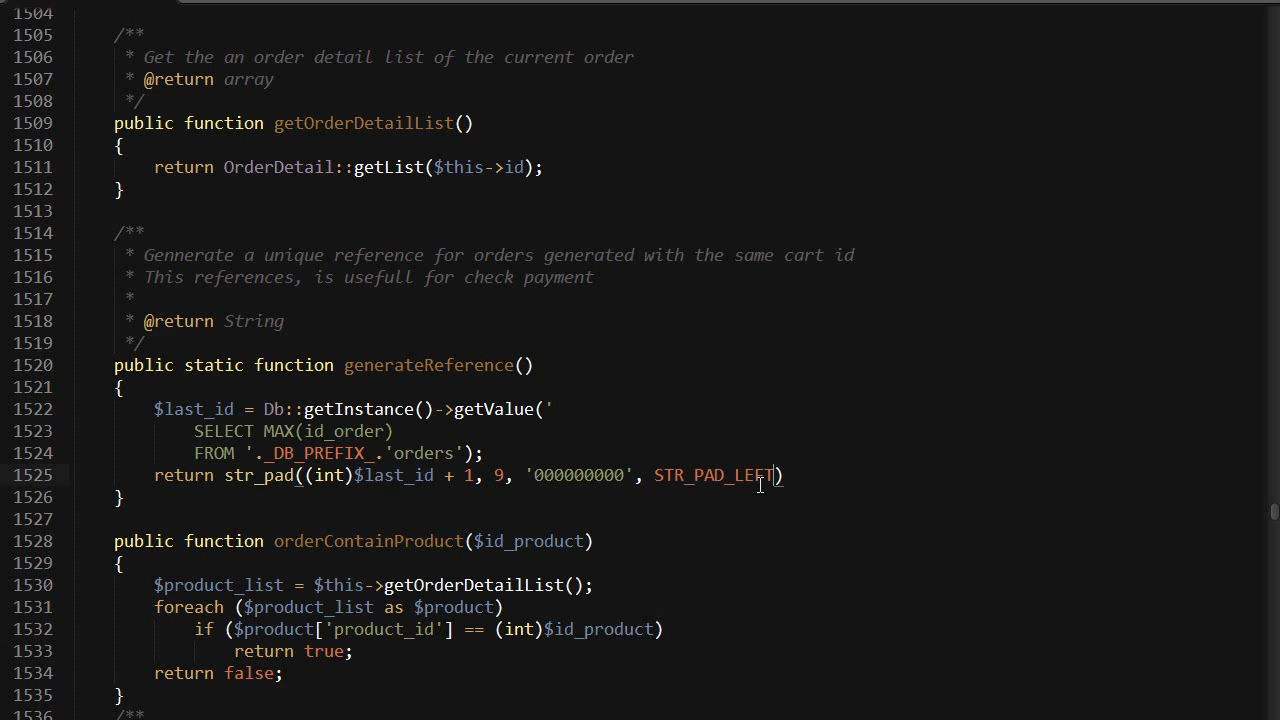 1504
1505 /**
1506 * Get the an order detail list of the current order
1507 * @return array
1508 */
1509 public function getOrderDetailList()
1510 {
1511 return OrderDetail::getList($this->id);
1512 }
1513
1514 /**
1515 * Gennerate a unique reference for orders generated with the same cart id
1516 * This references, is usefull for check payment
1517 *
1518 * @return String
1519 */
1520 public static function generateReference()
1521 {
1522 $last_id = Db::getInstance()->getValue('
1523 SELECT MAX(id_order)
1524 FROM '._DB_PREFIX_.'orders');
1525 return str_pad((int)$last_id + 1, 9, '000000000', STR_PAD_LEFT)
1526 }
1527
1528 public function orderContainProduct($id_product)
1529 {
1530 $product_list = $this->getOrderDetailList();
1531 foreach ($product_list as $product)
1532 if ($product['product_id'] == (int)$id_product)
1533 return true;
1534 return false;
1535 }
1536 /**